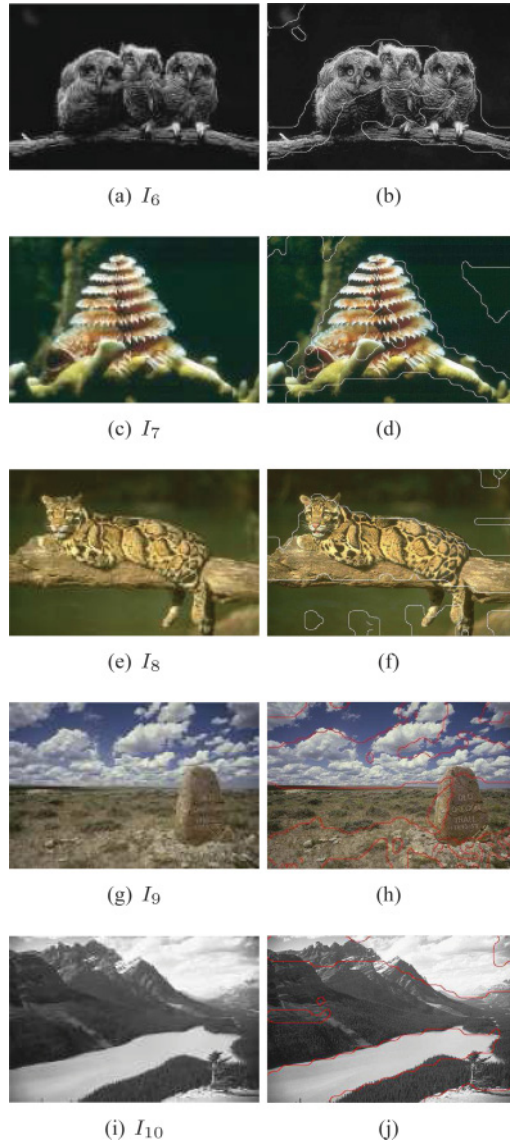 (a) I₆ (b)
(c) I₇ (d)
(e) I₈ (f)
(g) I₉ (h)
(i) I₁₀ (j)